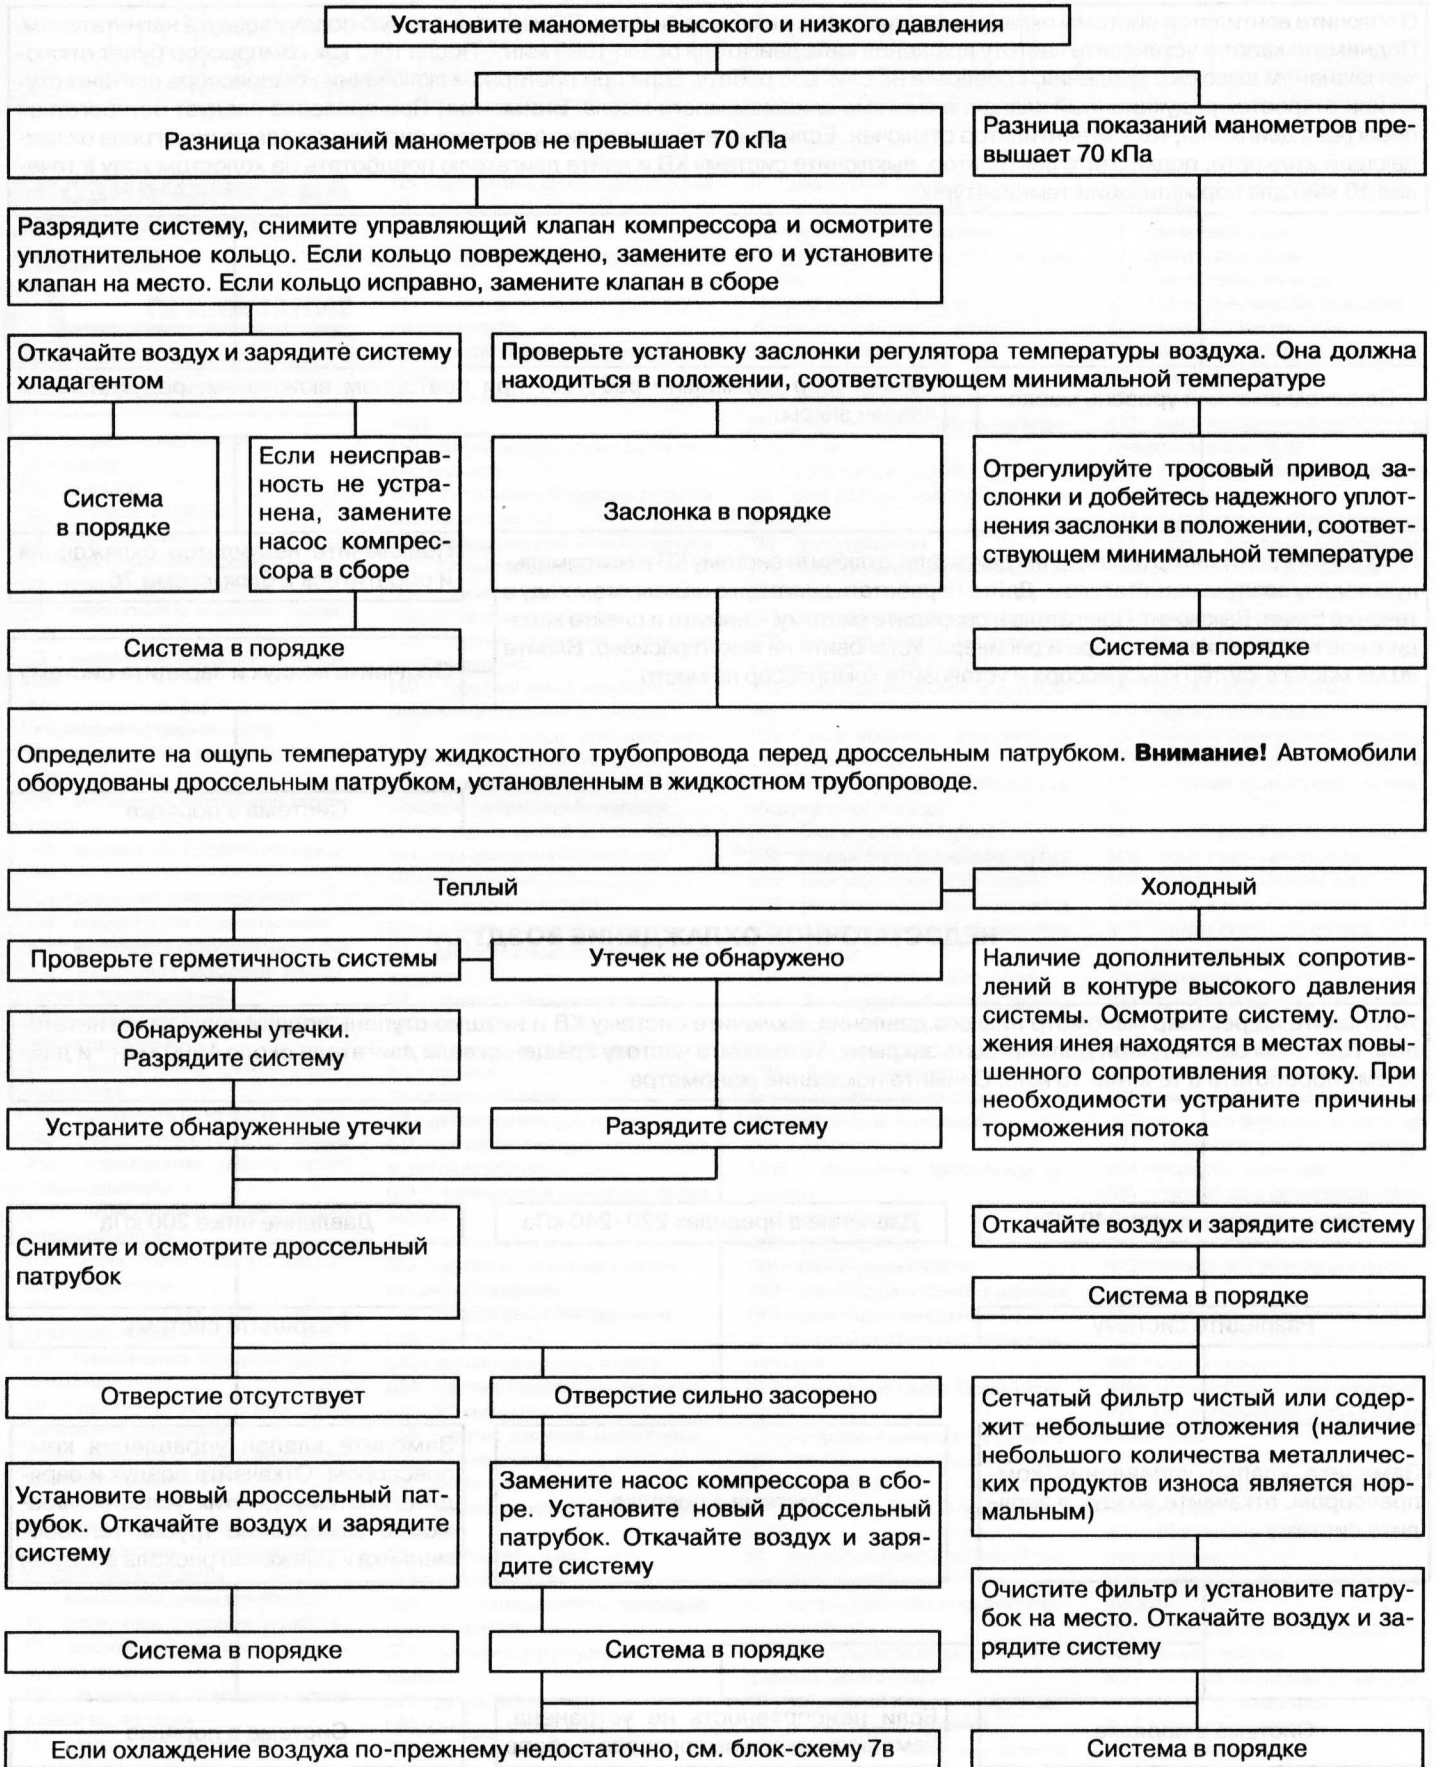 Установите манометры высокого и низкого давления
Разница показаний манометров не превышает 70 кПа
Разница показаний манометров пре-
вышает 70 кПа
Разрядите систему, снимите управляющий клапан компрессора и осмотрите
уплотнительное кольцо. Если кольцо повреждено, замените его и установите
клапан на место. Если кольцо исправно, замените клапан в сборе
Откачайте воздух и зарядите систему
хладагентом
Проверьте установку заслонки регулятора температуры воздуха. Она должна
находиться в положении, соответствующем минимальной температуре
Система
в порядке
Если неисправ-
ность не устра-
нена, замените
насос компрес-
сора в сборе
Заслонка в порядке
Отрегулируйте тросовый привод за-
слонки и добейтесь надежного уплот-
нения заслонки в положении, соответ-
ствующем минимальной температуре
Система в порядке
Система в порядке
Определите на ощупь температуру жидкостного трубопровода перед дроссельным патрубком. Внимание! Автомобили
оборудованы дроссельным патрубком, установленным в жидкостном трубопроводе.
Теплый
Холодный
Проверьте герметичность системы
Утечек не обнаружено
Наличие дополнительных сопротив-
лений в контуре высокого давления
системы. Осмотрите систему. Отло-
жения инея находятся в местах повы-
шенного сопротивления потоку. При
необходимости устраните причины
торможения потока
Обнаружены утечки.
Разрядите систему
Устраните обнаруженные утечки
Разрядите систему
Снимите и осмотрите дроссельный
патрубок
Откачайте воздух и зарядите систему
Система в порядке
Отверстие отсутствует
Отверстие сильно засорено
Сетчатый фильтр чистый или содер-
жит небольшие отложения (наличие
небольшого количества металличес-
ких продуктов износа является нор-
мальным)
Установите новый дроссельный пат-
рубок. Откачайте воздух и зарядите
систему
Замените насос компрессора в сбо-
ре. Установите новый дроссельный
патрубок. Откачайте воздух и заря-
дите систему
Очистите фильтр и установите патру-
бок на место. Откачайте воздух и за-
рядите систему
Система в порядке
Система в порядке
Если охлаждение воздуха по-прежнему недостаточно, см. блок-схему 7в
Система в порядке